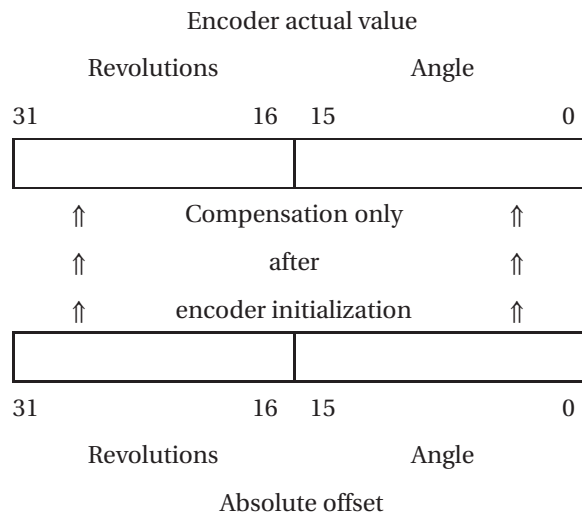 Encoder actual value
Revolutions Angle
31 16 15 0
⇑ Compensation only ⇑
⇑ after ⇑
⇑ encoder initialization ⇑
31 16 15 0
Revolutions Angle
Absolute offset